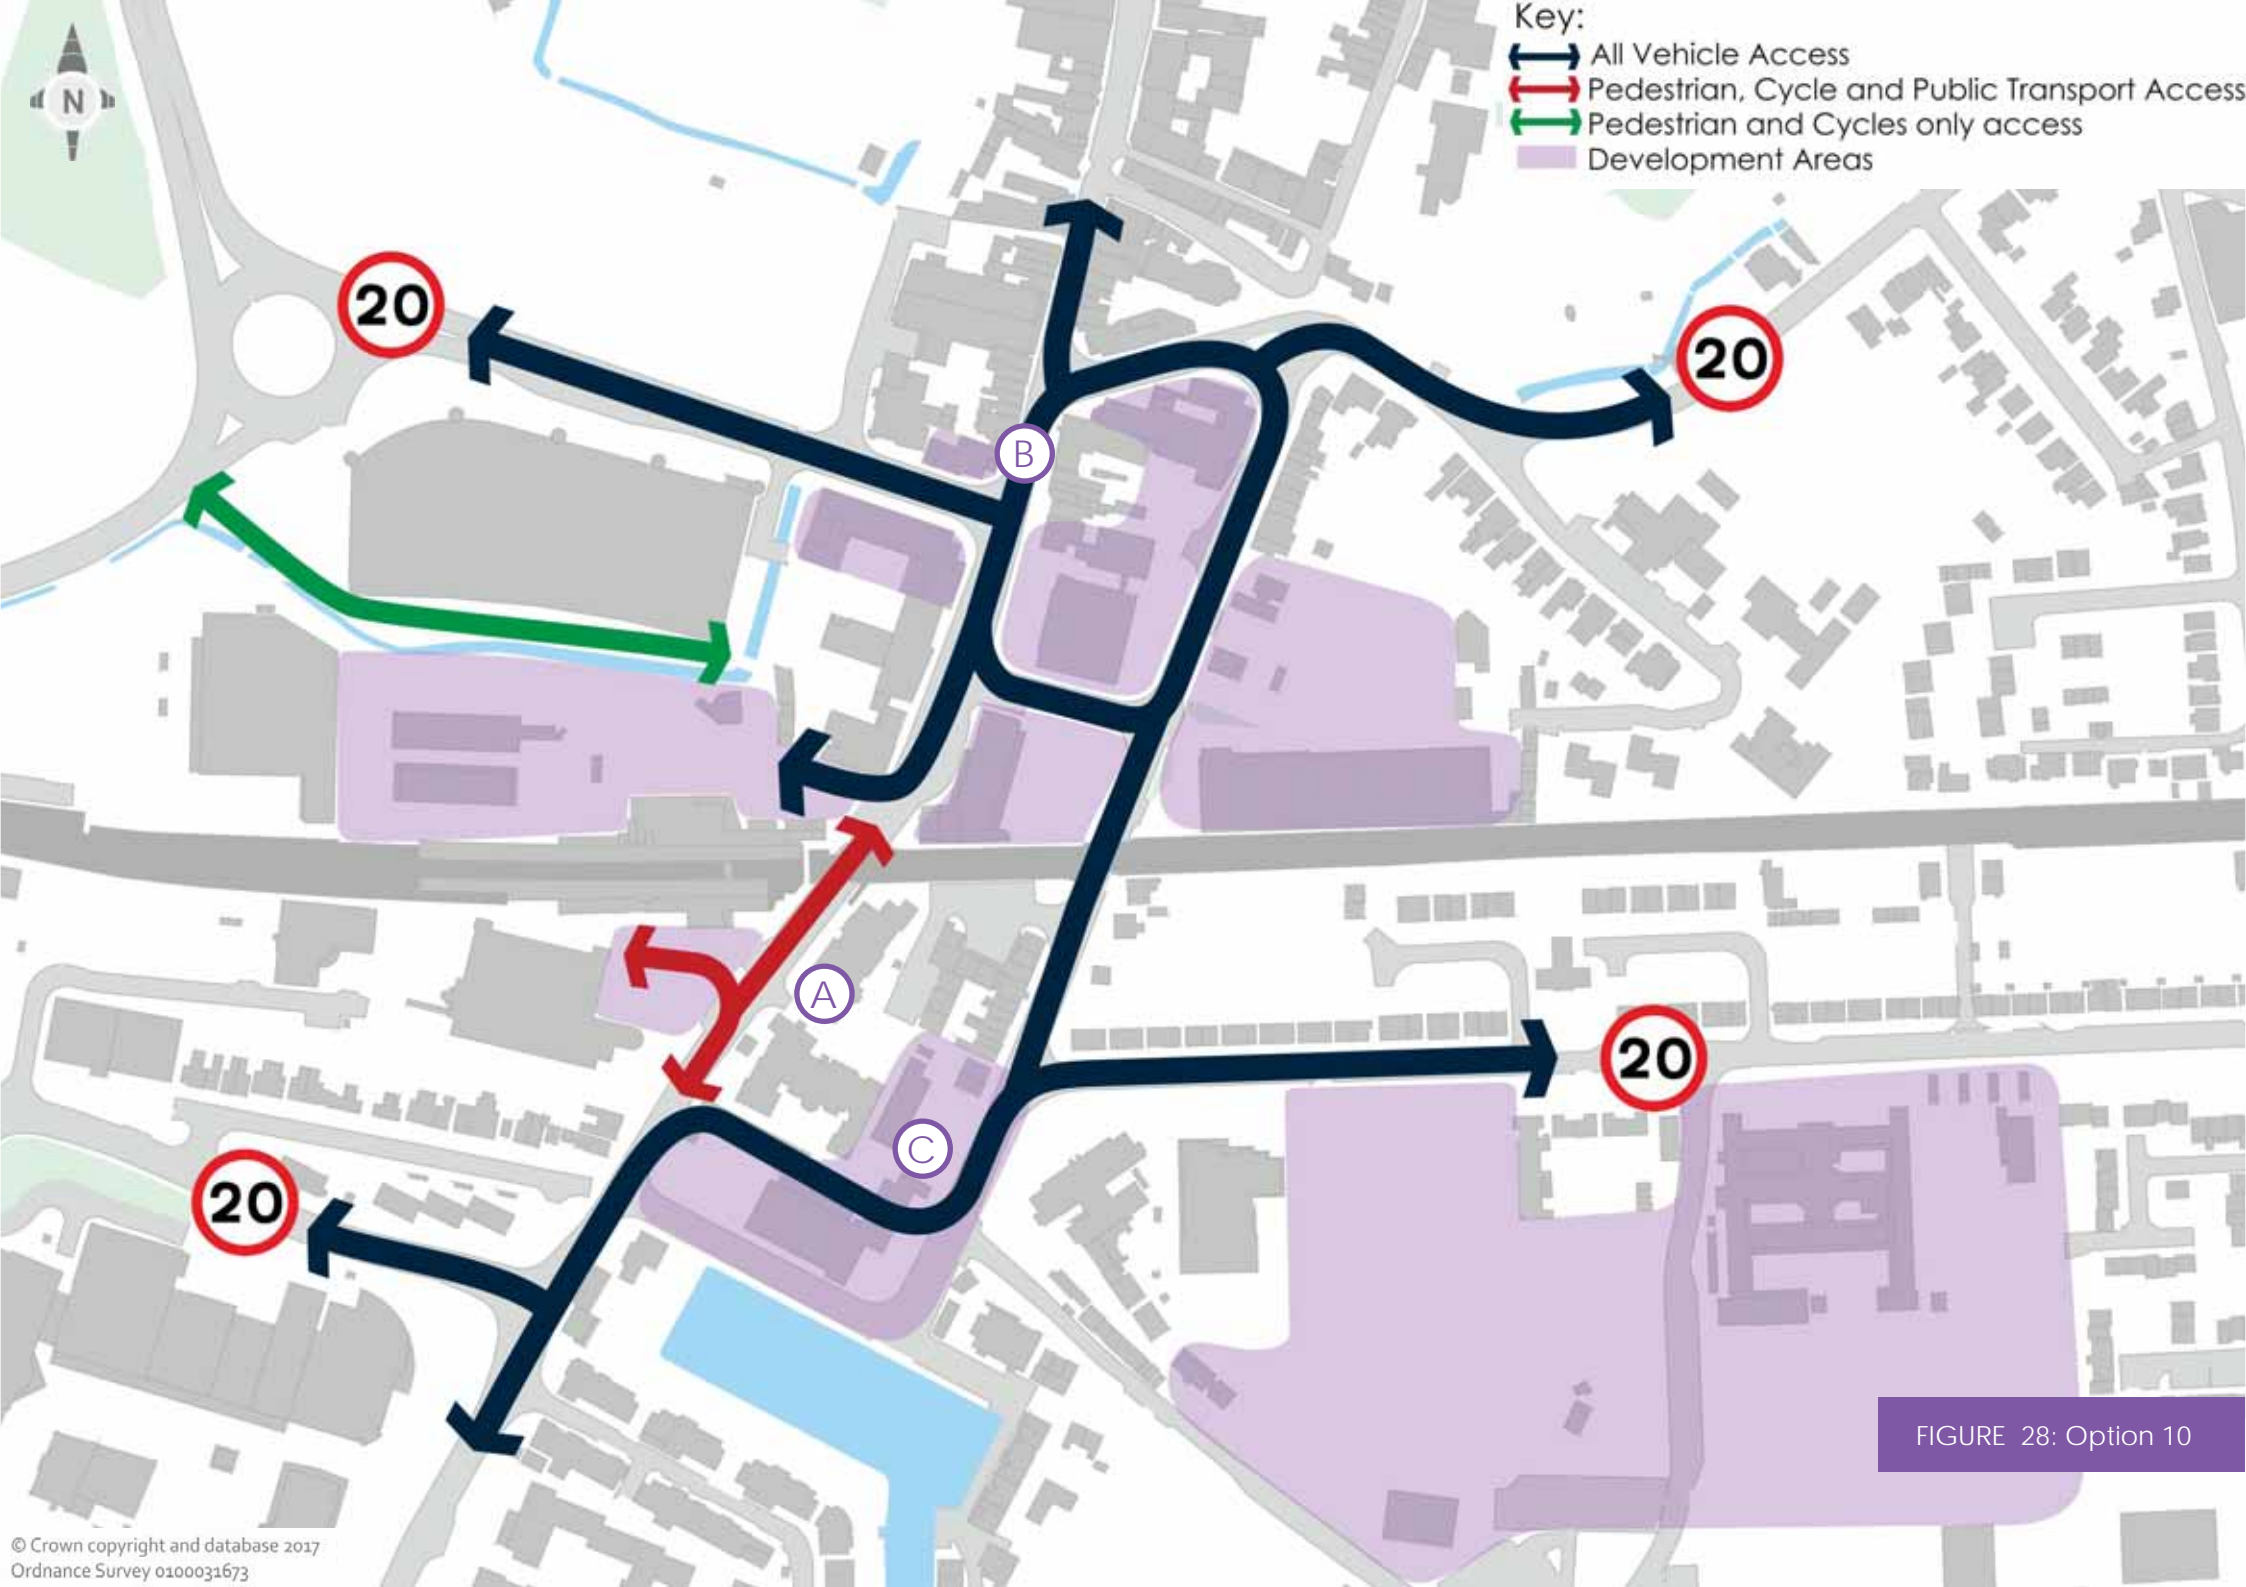 Key:
All Vehicle Access
Pedestrian, Cycle and Public Transport Access
Pedestrian and Cycles only access
Development Areas
N
20
20
B
A
20
C
20
FIGURE 28: Option 10
© Crown copyright and database 2017
Ordnance Survey 0100031673